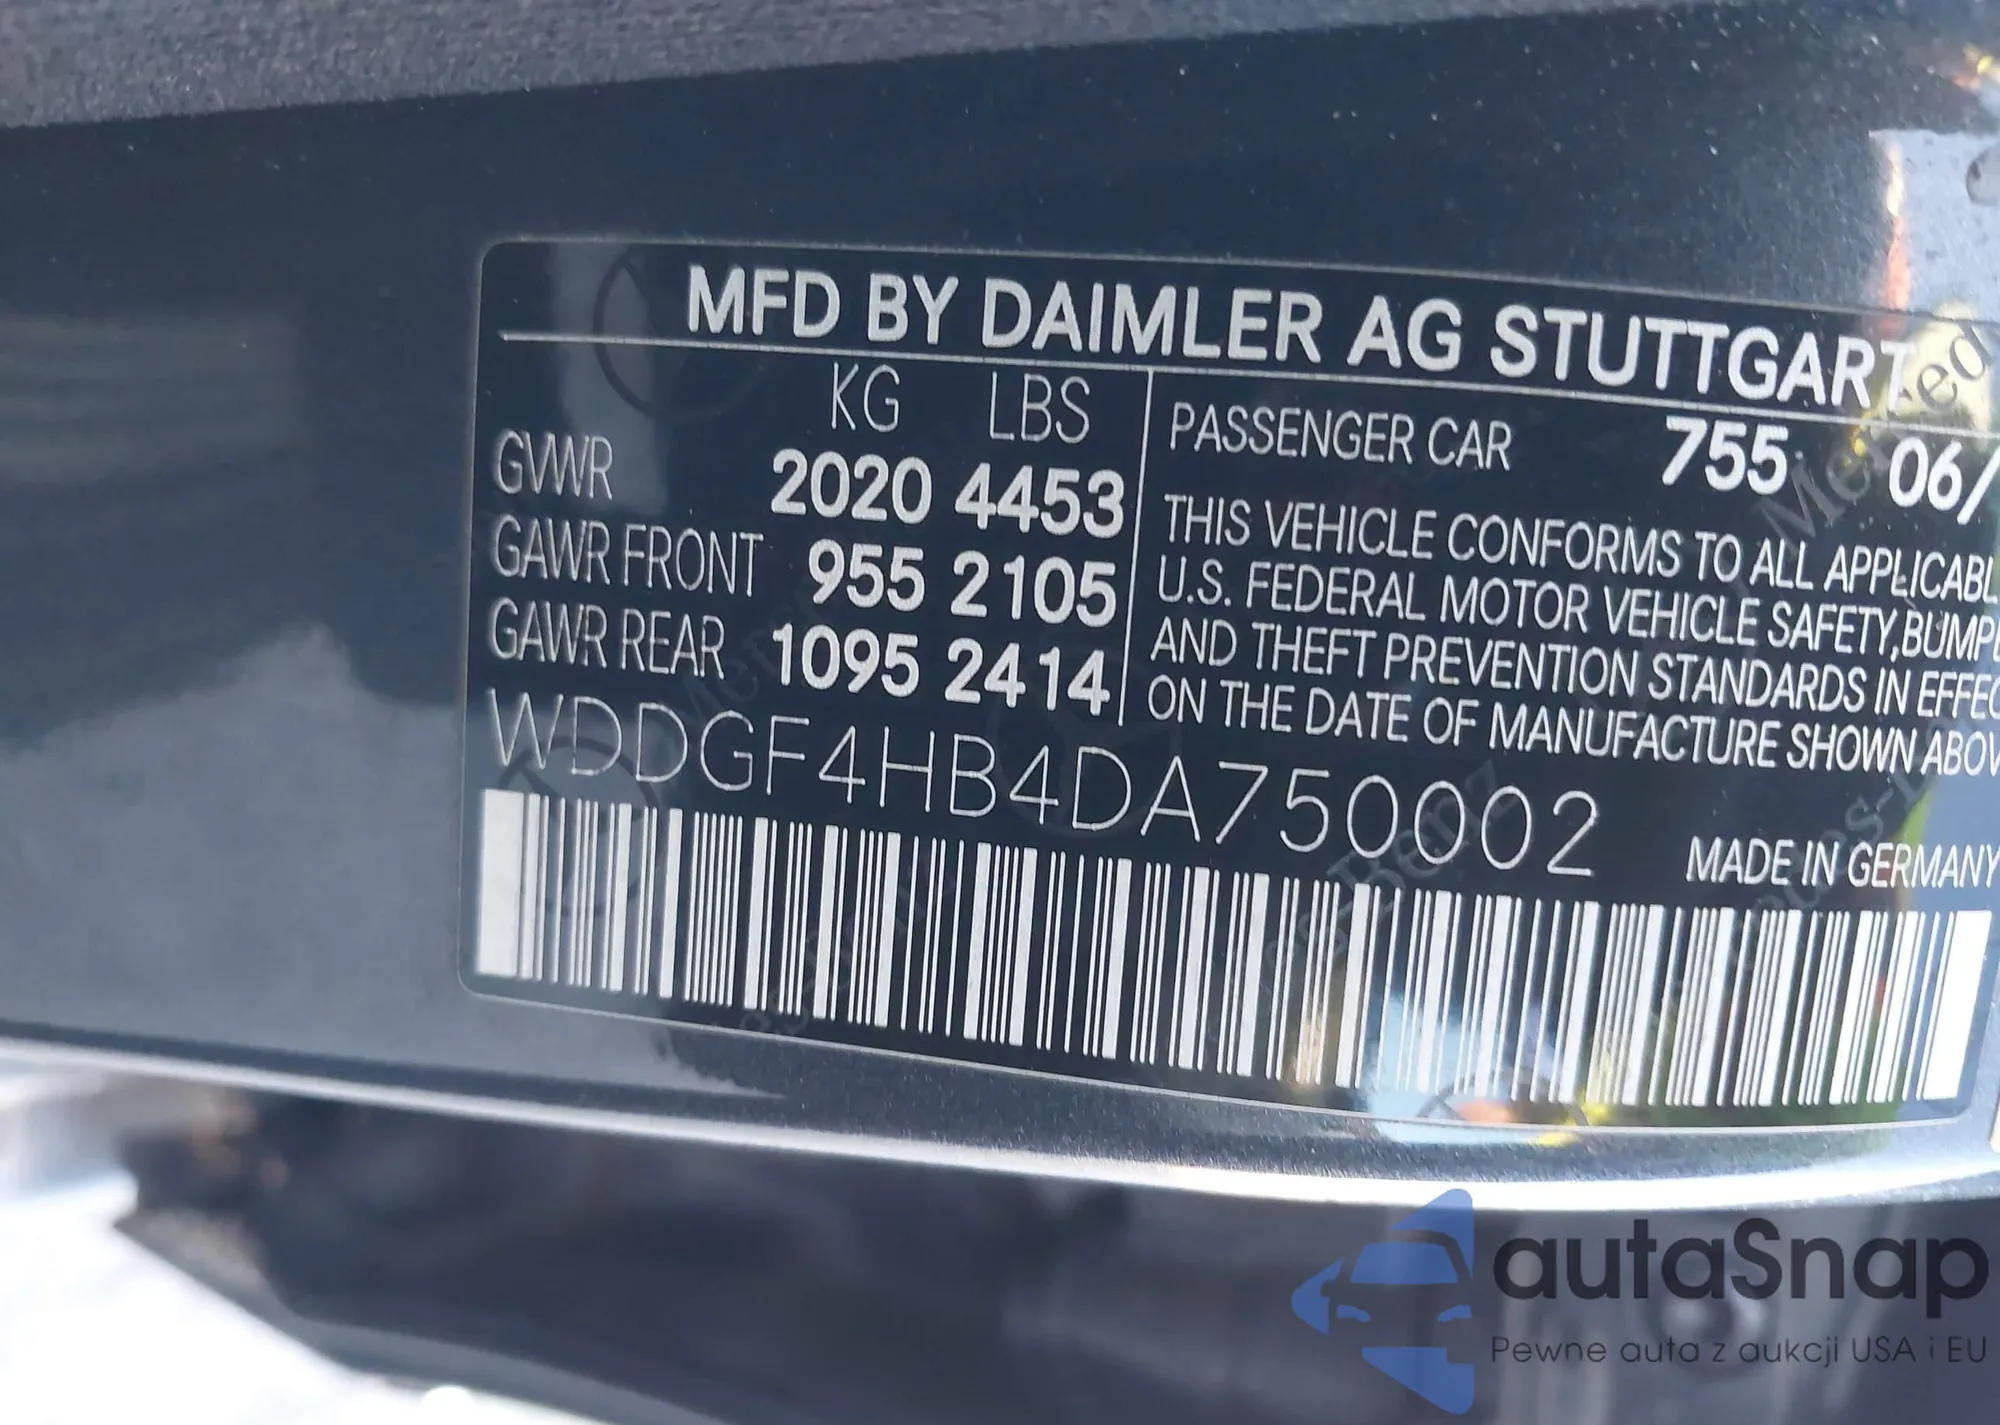 MFD BY DAIMLER AG STUTTGART
KG LBS
GVWR 2020 4453
GAWR FRONT 955 2105
GAWR REAR 1095 2414
PASSENGER CAR 755 06/
THIS VEHICLE CONFORMS TO ALL APPLICABL
U.S. FEDERAL MOTOR VEHICLE SAFETY, BUMPE
AND THEFT PREVENTION STANDARDS IN EFFEC
ON THE DATE OF MANUFACTURE SHOWN ABOV
WDDGF4HB4DA750002
MADE IN GERMANY
autaSnap
Pewne auta z aukcji USA i EU